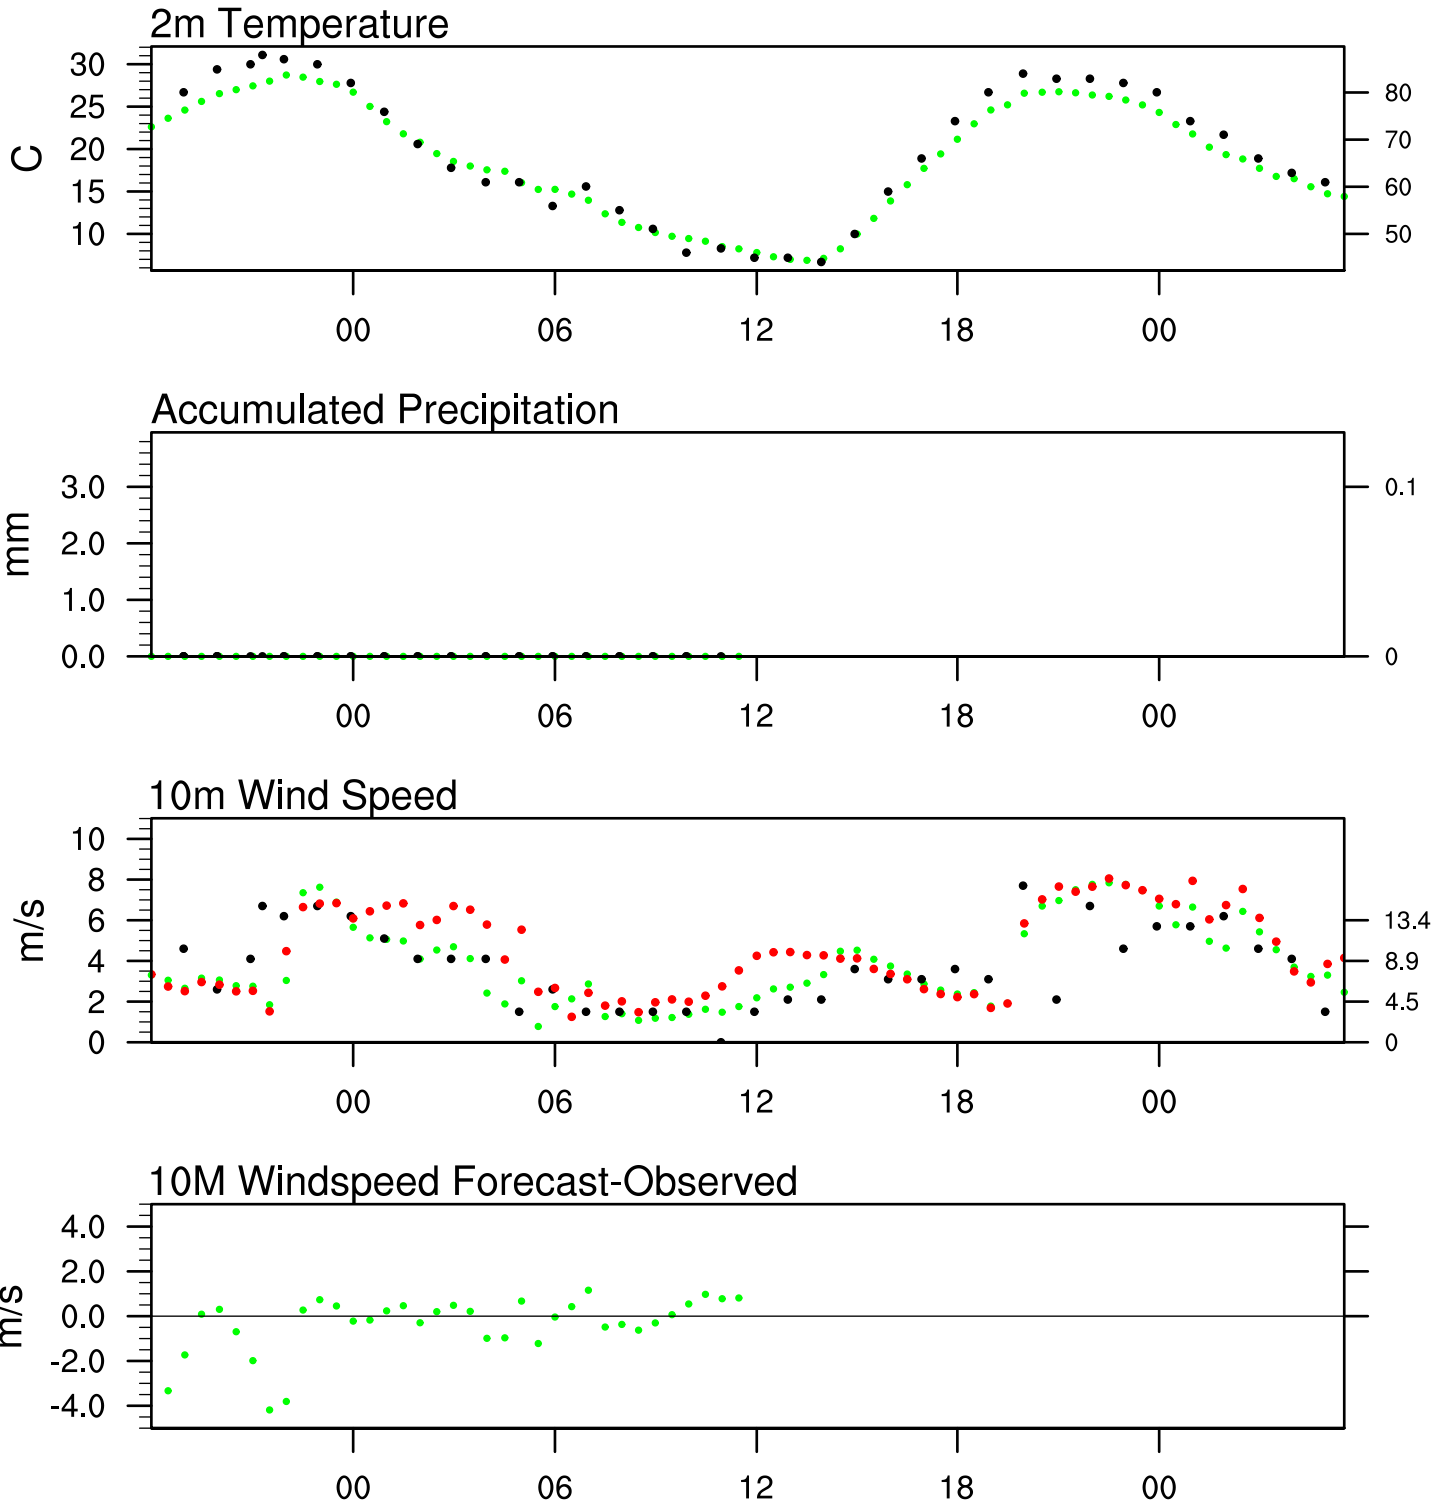 2m Temperature
C
30
25
20
15
10
80
70
60
50
00 06 12 18 00
Accumulated Precipitation
mm
3.0
2.0
1.0
0.0
0.1
0
00 06 12 18 00
10m Wind Speed
m/s
10
8
6
4
2
0
13.4
8.9
4.5
0
00 06 12 18 00
10M Windspeed Forecast-Observed
m/s
4.0
2.0
0.0
-2.0
-4.0
00 06 12 18 00